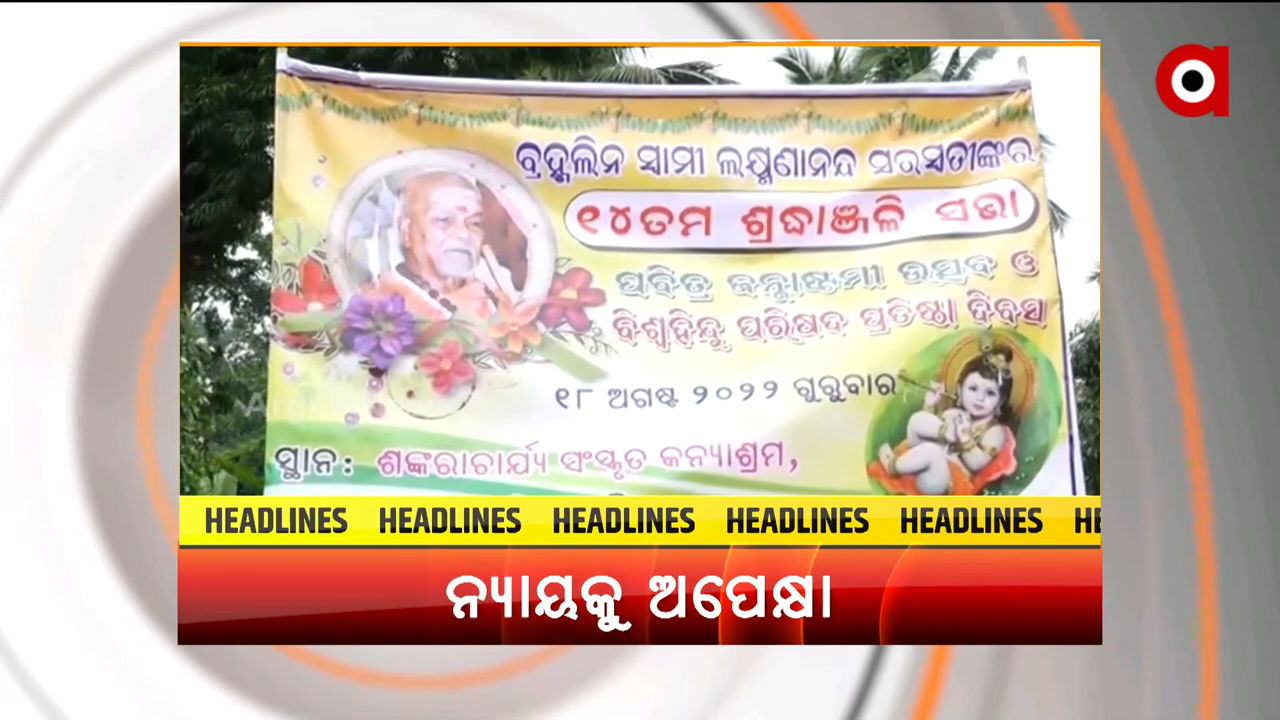 ବ୍ରହ୍ମଲିନ ସ୍ୱାମୀ ଲକ୍ଷ୍ମଣାନନ୍ଦ ସରସ୍ୱତୀଙ୍କର
୧୪ତମ ଶ୍ରଦ୍ଧାଞ୍ଜଳି ସଭା
ପବିତ୍ର ଜନ୍ମାଷ୍ଟମୀ ଉତ୍ସବ ଓ
ବିଶ୍ୱହିନ୍ଦୁ ପରିଷଦ ପ୍ରତିଷ୍ଠା ଦିବସ
୧୮ ଅଗଷ୍ଟ ୨୦୨୨ ଗୁରୁବାର
ସ୍ଥାନ: ଶଙ୍କରାଚାର୍ଯ୍ୟ ସଂସ୍କୃତ କନ୍ୟାଶ୍ରମ,
HEADLINES HEADLINES HEADLINES HEADLINES HEADLINES HE
ନ୍ୟାୟକୁ ଅପେକ୍ଷା